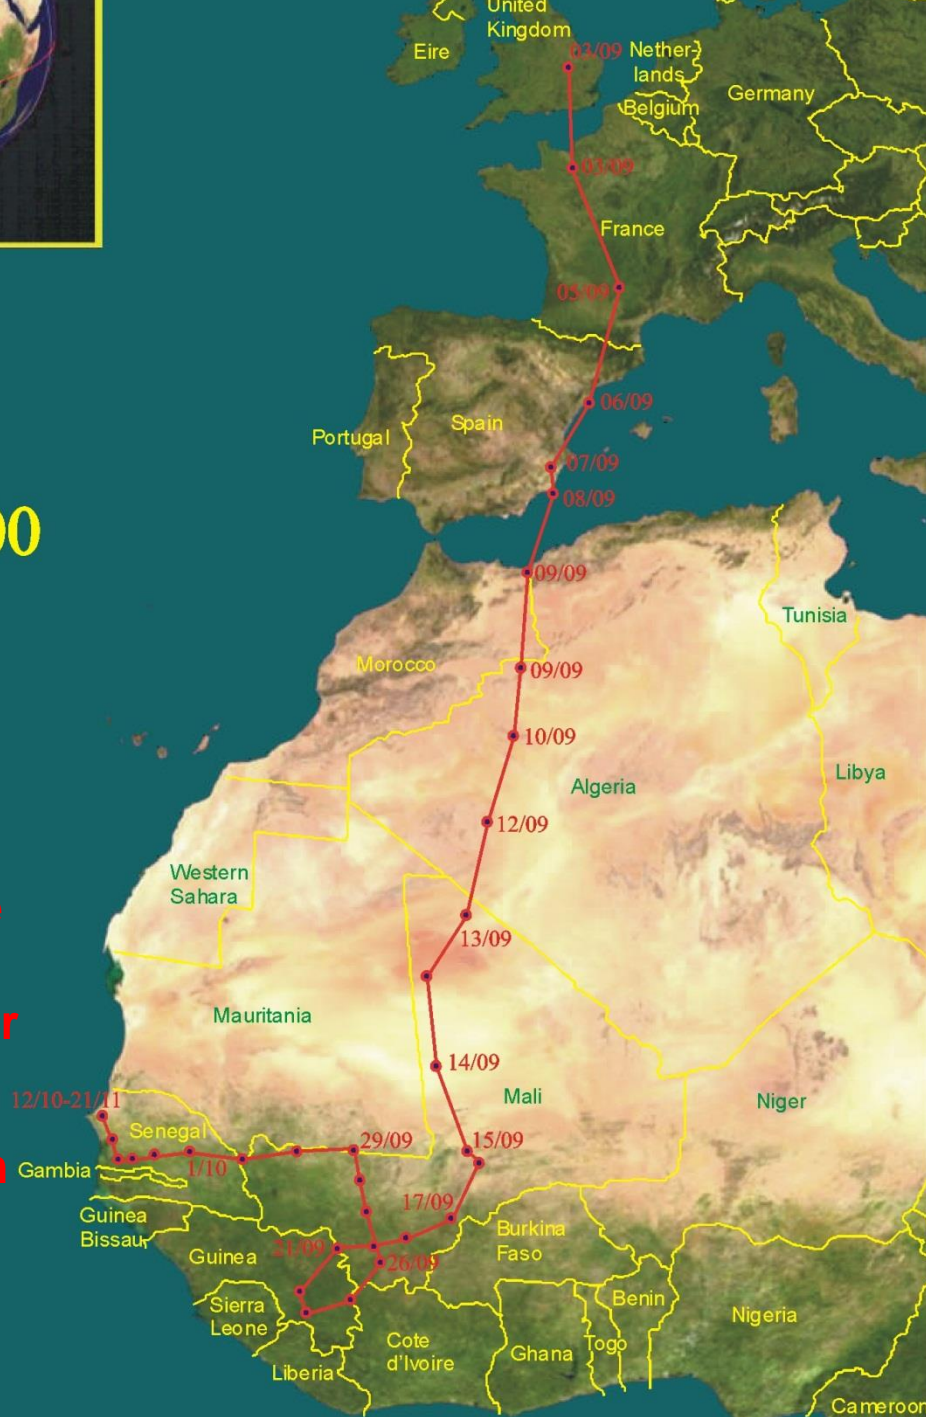 United
Kingdom
Eire
03/09
Nether-
lands
Belgium
Germany
03/09
France
05/09
06/09
Spain
Portugal
07/09
08/09
00
09/09
Tunisia
Morocco
09/09
10/09
Algeria
Libya
12/09
Western
Sahara
13/09
Mauritania
r
14/09
Mali
Niger
12/10-21/11
Senegal
29/09
15/09
1/10
Gambia
17/09
Guinea
Bissau
Burkina
Faso
Guinea
21/09
26/09
Sierra
Leone
Benin
Nigeria
Cote
d'Ivoire
Ghana
Togo
Liberia
Cameroon